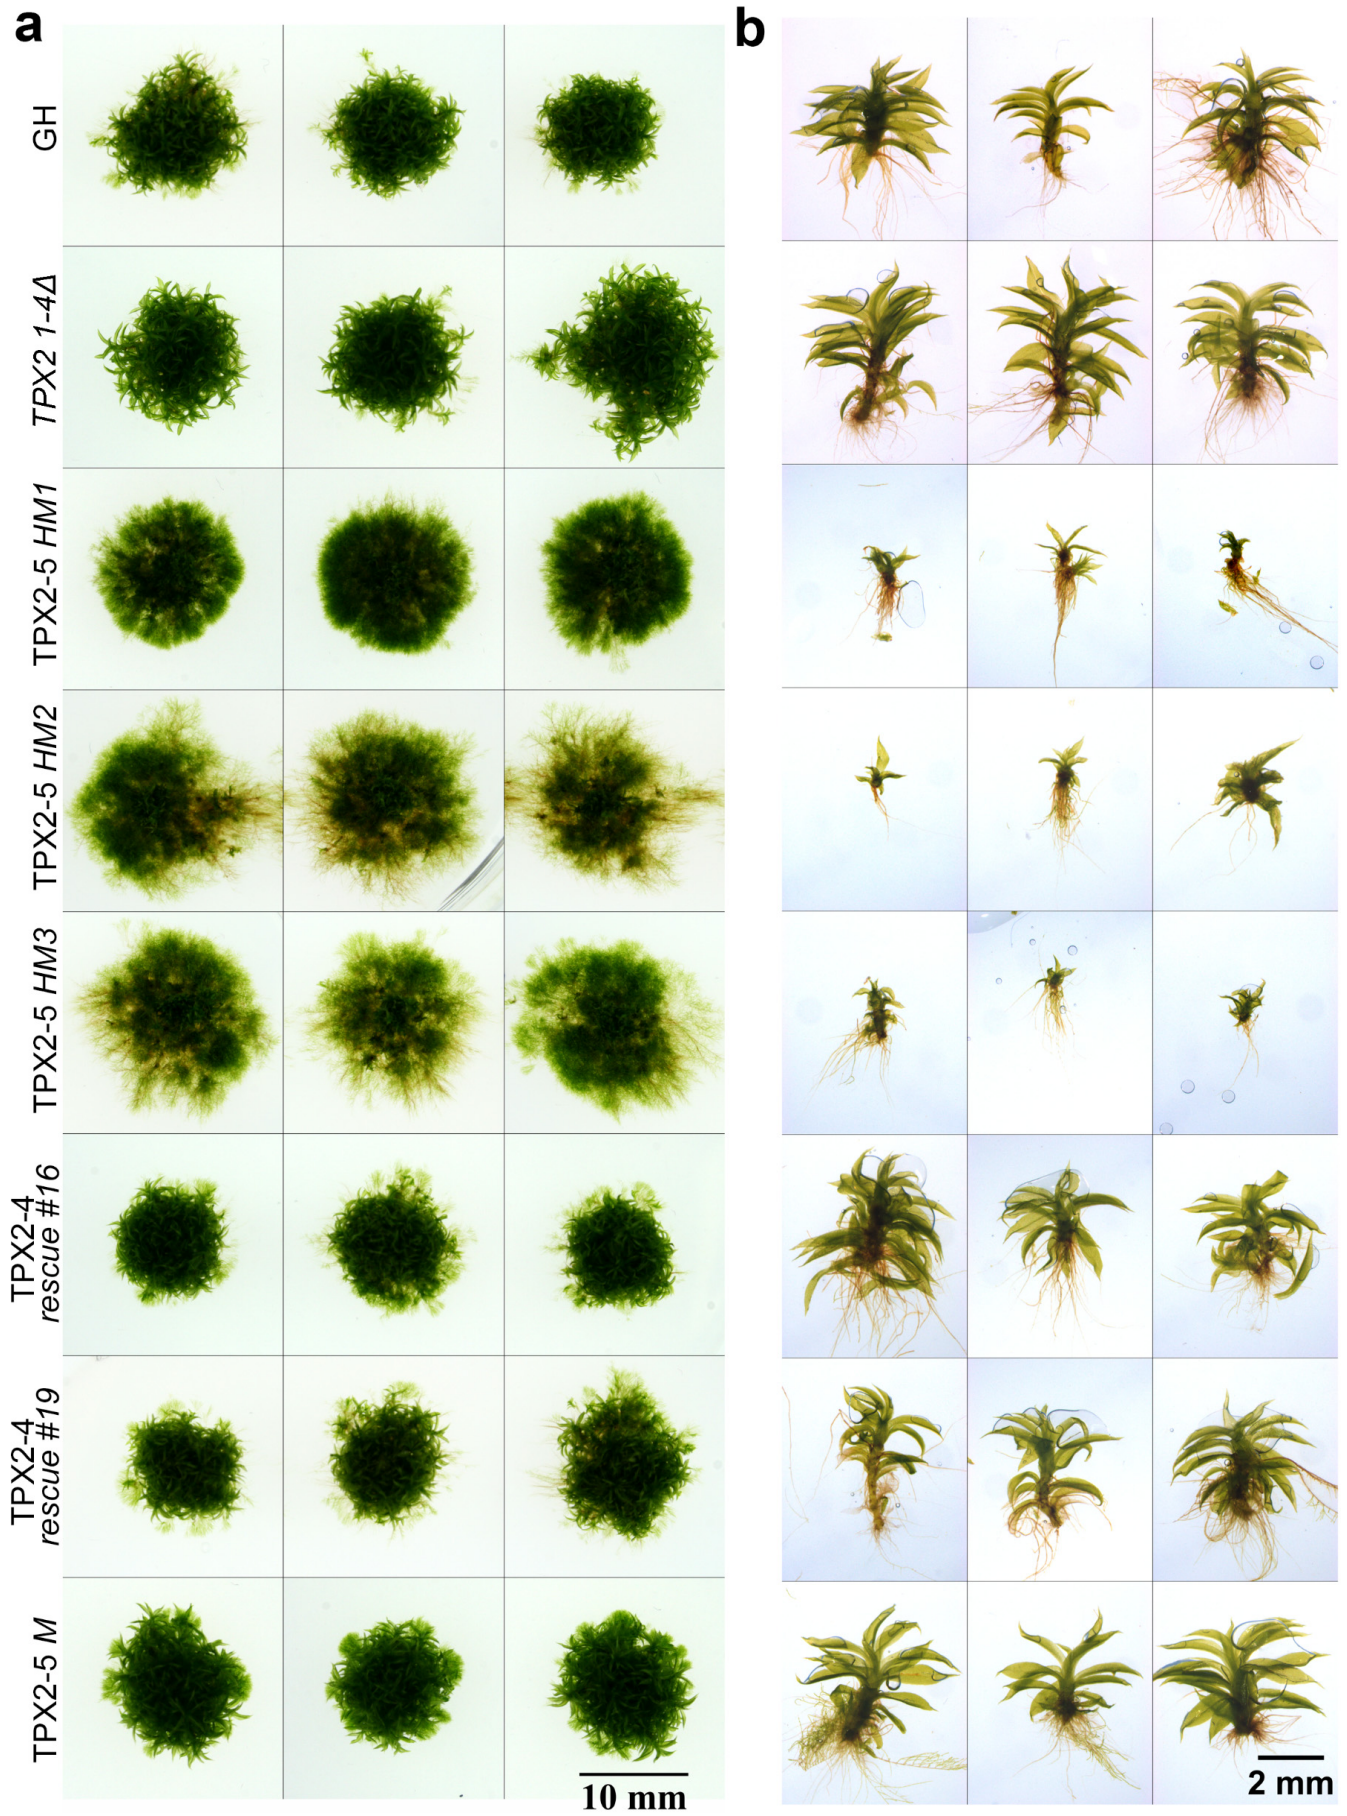 a
b
GH
TPX2 1-4Δ
TPX2-5 HM1
TPX2-5 HM2
TPX2-5 HM3
TPX2-4
rescue #16
TPX2-4
rescue #19
TPX2-5 M
10 mm
2 mm